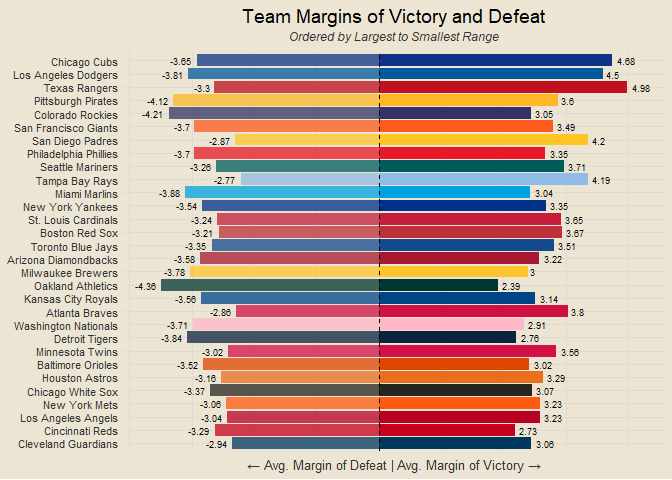 Team Margins of Victory and Defeat
Ordered by Largest to Smallest Range
Chicago Cubs -3.65 4.68
Los Angeles Dodgers -3.81 4.5
Texas Rangers -3.3 4.98
Pittsburgh Pirates -4.12 3.6
Colorado Rockies -4.21 3.05
San Francisco Giants -3.7 3.49
San Diego Padres -2.87 4.2
Philadelphia Phillies -3.7 3.35
Seattle Mariners -3.26 3.71
Tampa Bay Rays -2.77 4.19
Miami Marlins -3.88 3.04
New York Yankees -3.54 3.35
St. Louis Cardinals -3.24 3.65
Boston Red Sox -3.21 3.67
Toronto Blue Jays -3.35 3.51
Arizona Diamondbacks -3.58 3.22
Milwaukee Brewers -3.78 3
Oakland Athletics -4.36 2.39
Kansas City Royals -3.56 3.14
Atlanta Braves -2.86 3.8
Washington Nationals -3.71 2.91
Detroit Tigers -3.84 2.76
Minnesota Twins -3.02 3.56
Baltimore Orioles -3.52 3.02
Houston Astros -3.16 3.29
Chicago White Sox -3.37 3.07
New York Mets -3.06 3.23
Los Angeles Angels -3.04 3.23
Cincinnati Reds -3.29 2.73
Cleveland Guardians -2.94 3.06
← Avg. Margin of Defeat | Avg. Margin of Victory →